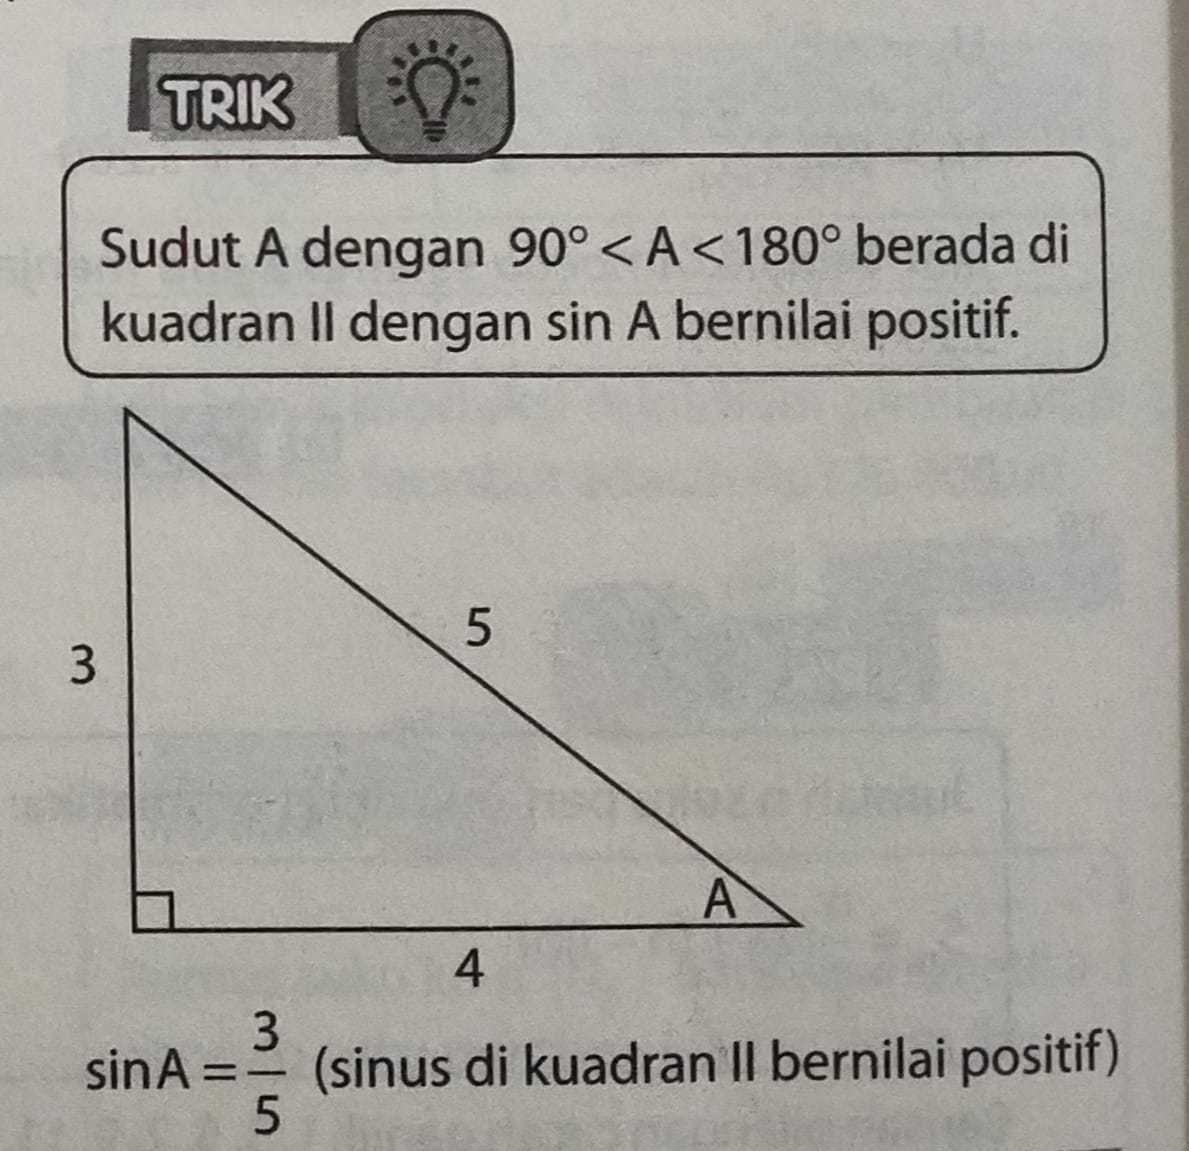 TRIK
Sudut A dengan 90° < A < 180° berada di
kuadran II dengan sin A bernilai positif.
5
3
A
4
sin A = 3/5 (sinus di kuadran II bernilai positif)